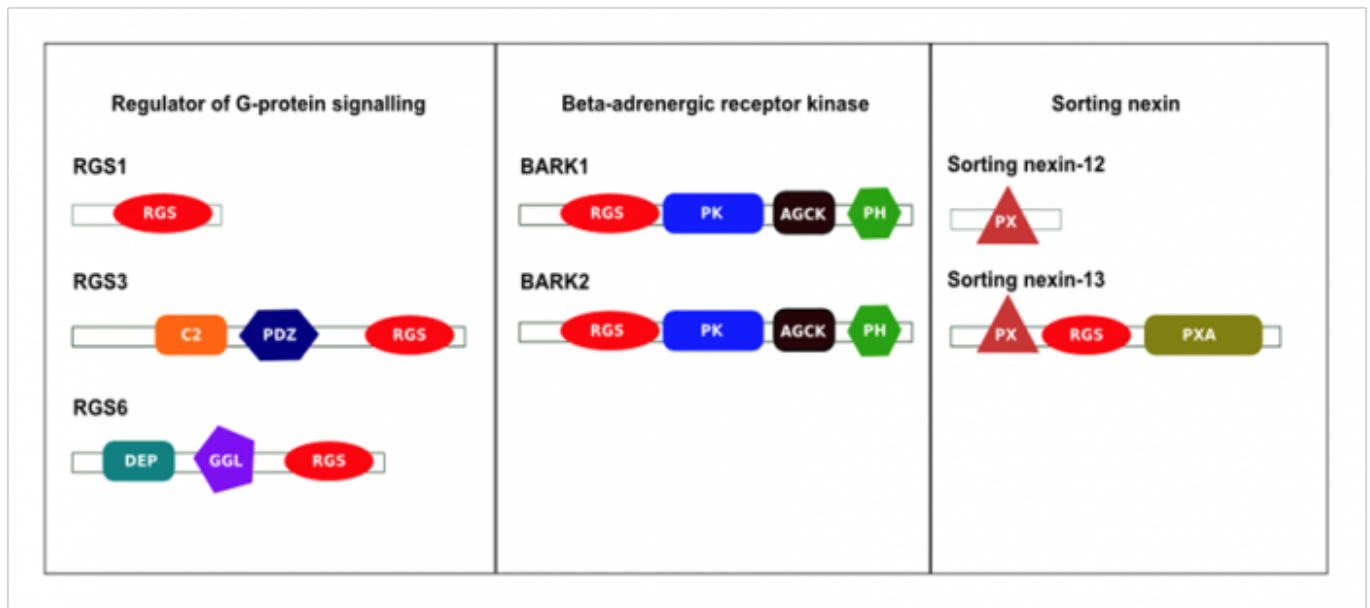 Regulator of G-protein signalling
RGS1
RGS
RGS3
C2 PDZ RGS
RGS6
DEP GGL RGS
Beta-adrenergic receptor kinase
BARK1
RGS PK AGCK PH
BARK2
RGS PK AGCK PH
Sorting nexin
Sorting nexin-12
PX
Sorting nexin-13
PX RGS PXA